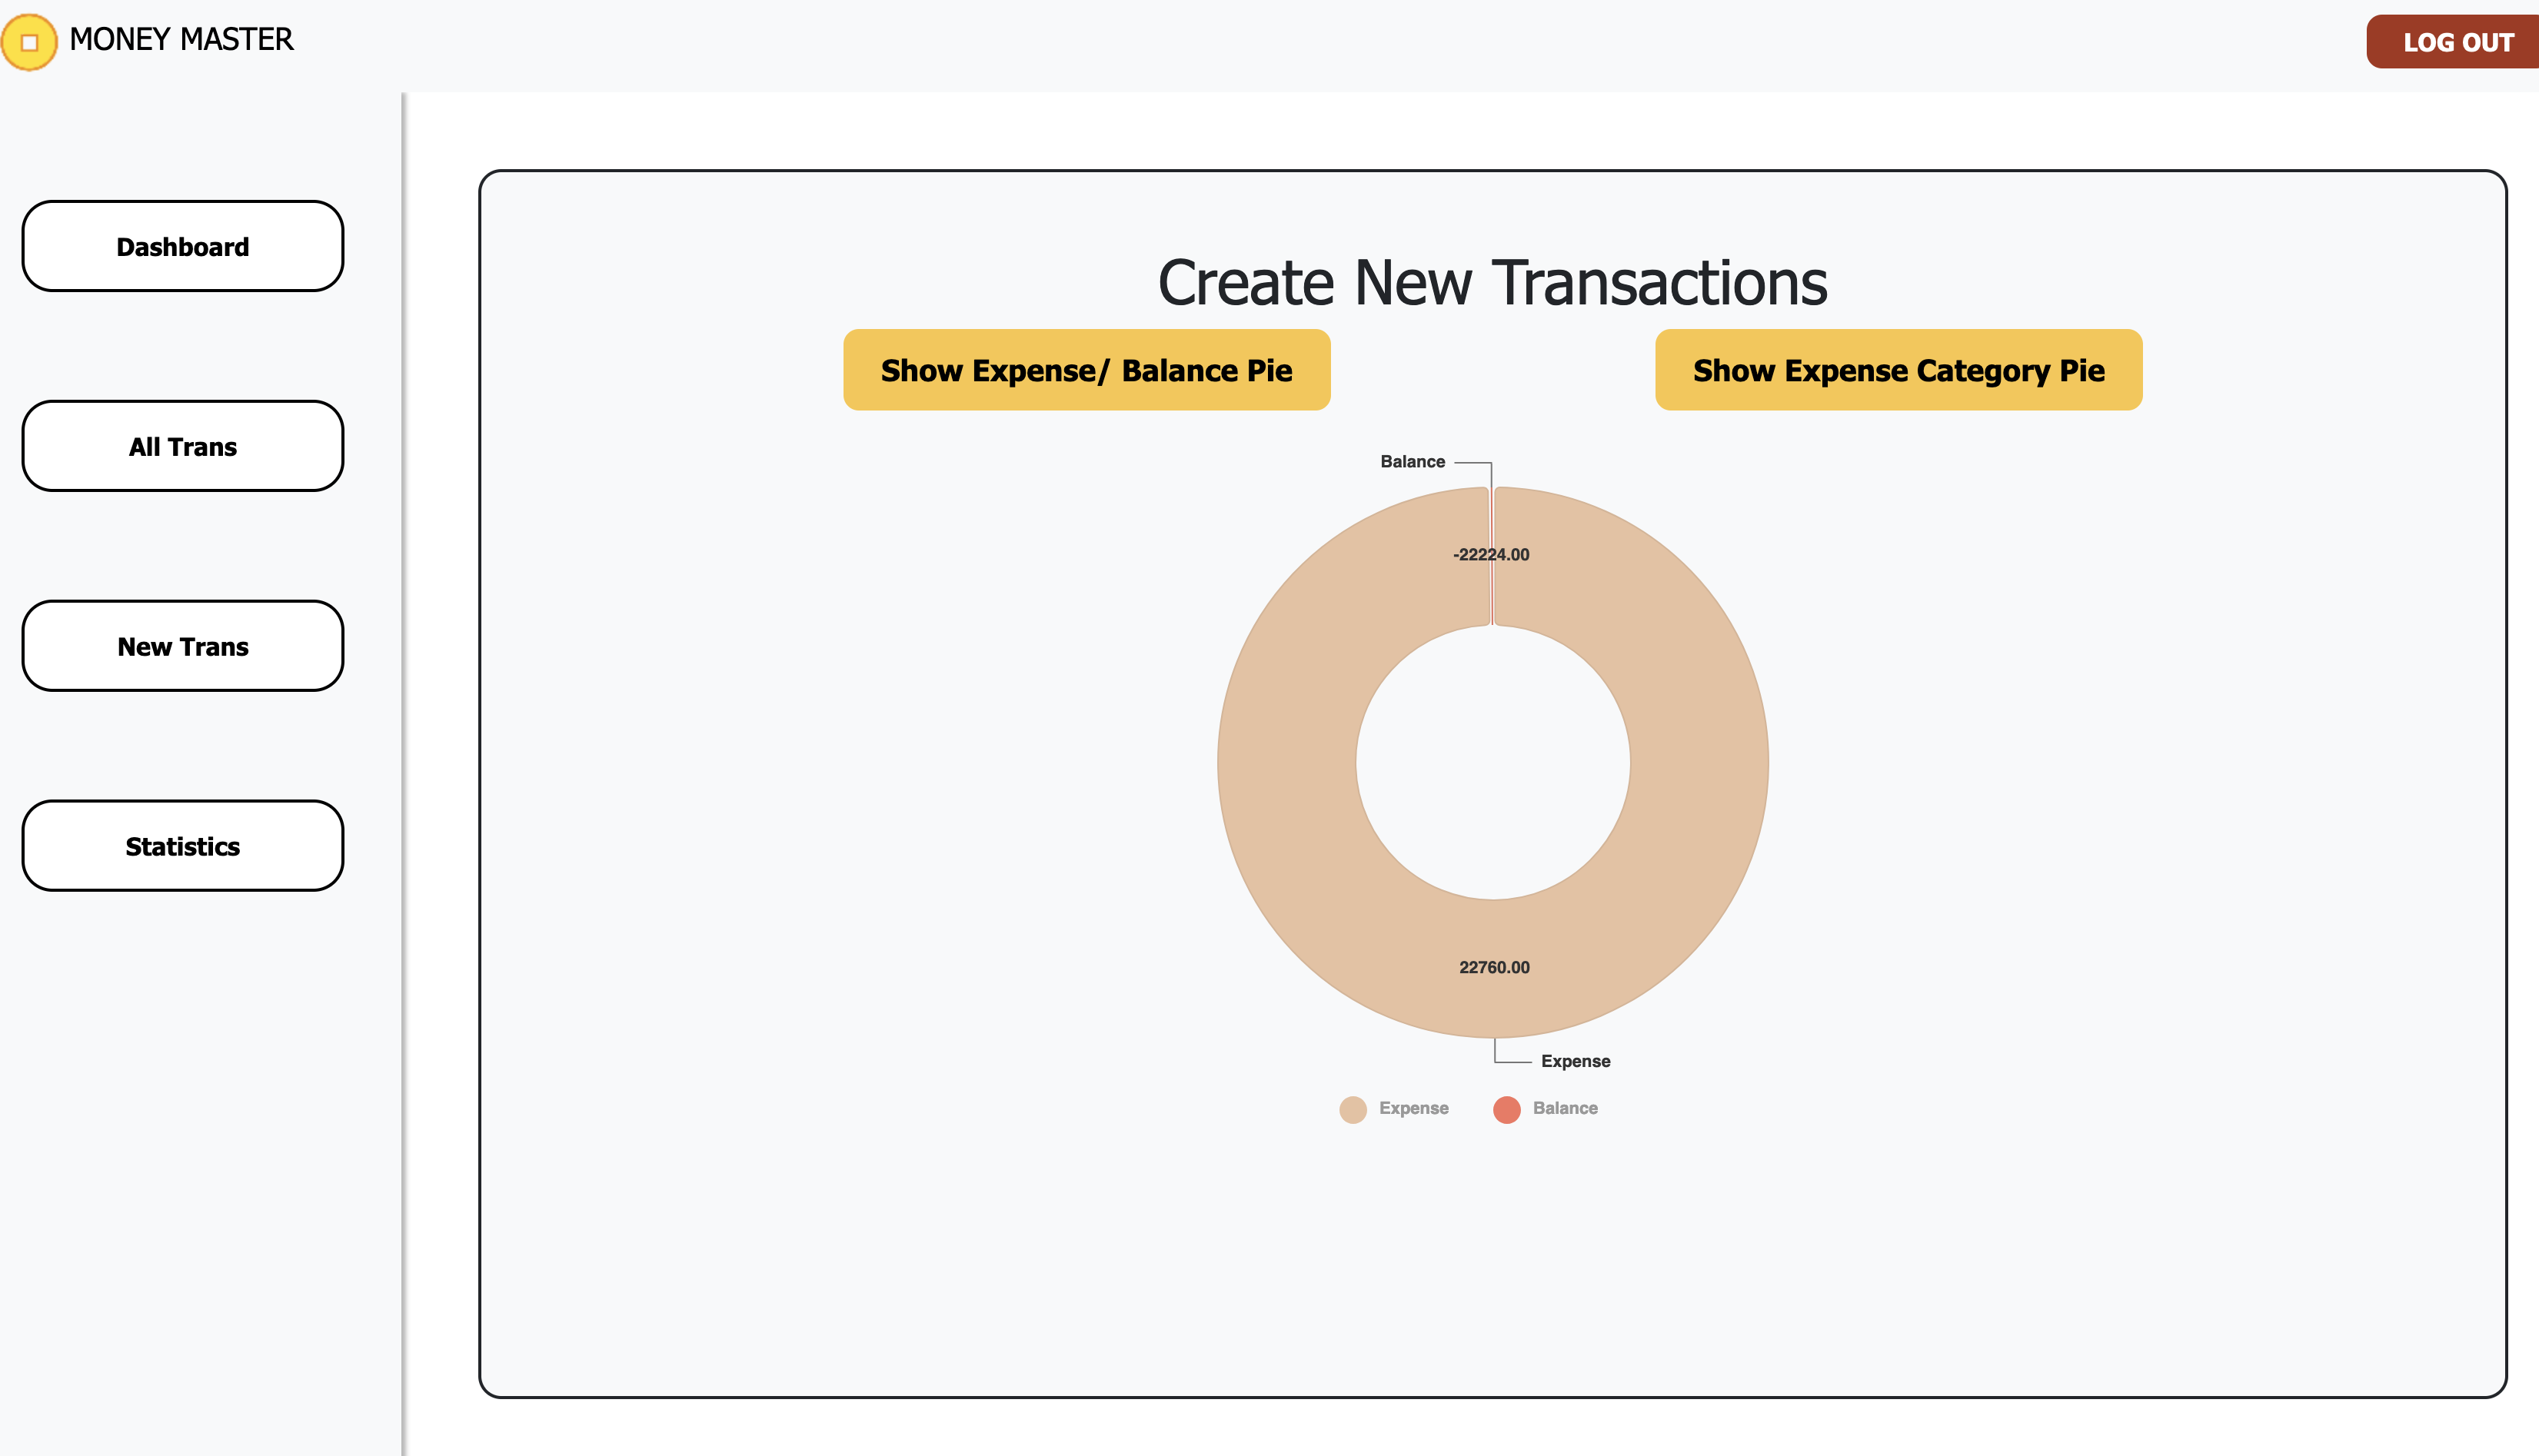 MONEY MASTER
LOG OUT
Dashboard
All Trans
New Trans
Statistics
Create New Transactions
Show Expense/ Balance Pie
Show Expense Category Pie
Balance
-22224.00
22760.00
Expense
Expense
Balance